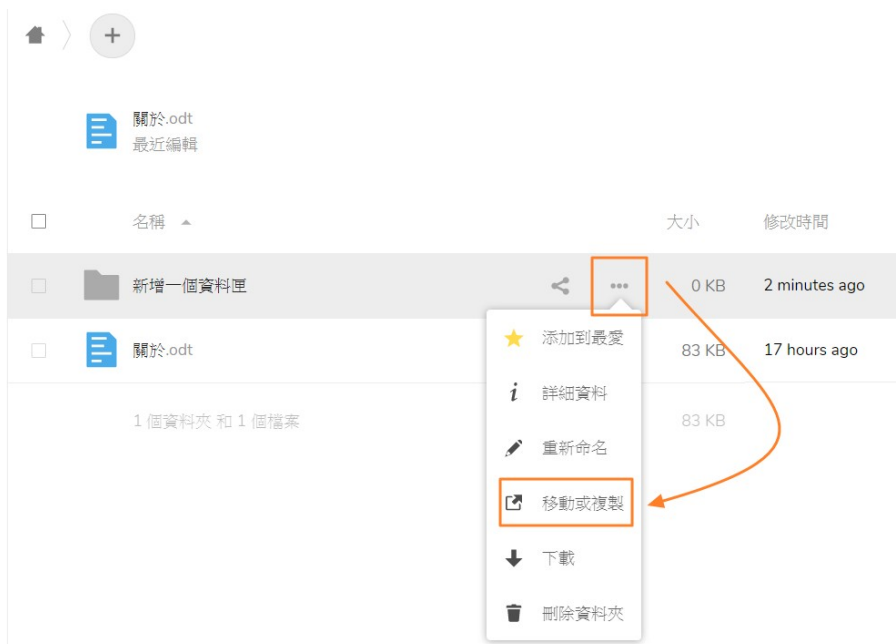 關於.odt
最近編輯
名稱
大小
修改時間
新增一個資料匣
0 KB
2 minutes ago
添加到最愛
關於.odt
83 KB
17 hours ago
詳細資料
1 個資料夾 和 1 個檔案
83 KB
重新命名
移動或複製
下載
刪除資料夾